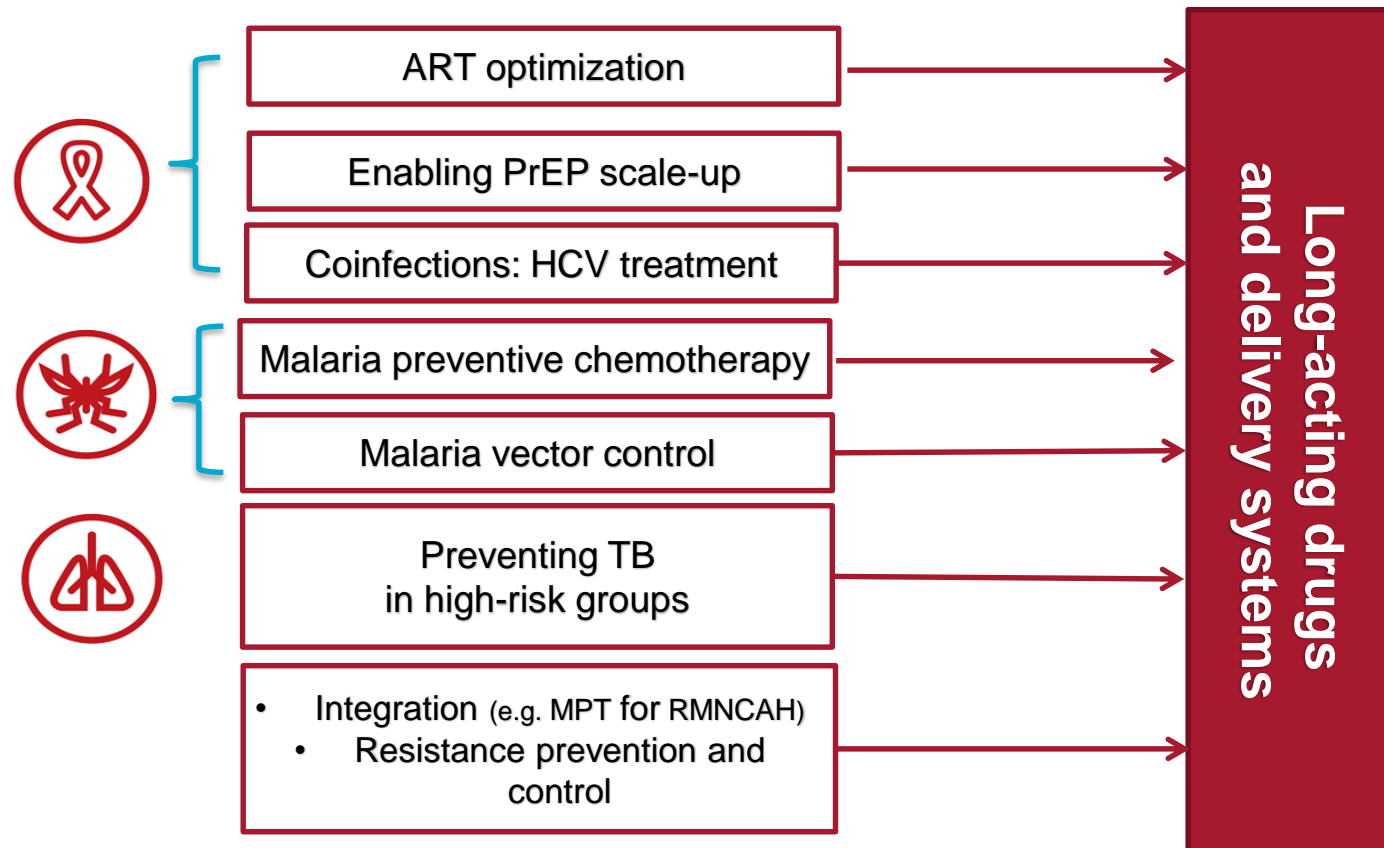 ART optimization
Enabling PrEP scale-up
Coinfections: HCV treatment
Malaria preventive chemotherapy
Malaria vector control
Preventing TB
in high-risk groups
• Integration (e.g. MPT for RMNCAH)
• Resistance prevention and
control
Long-acting drugs
and delivery systems